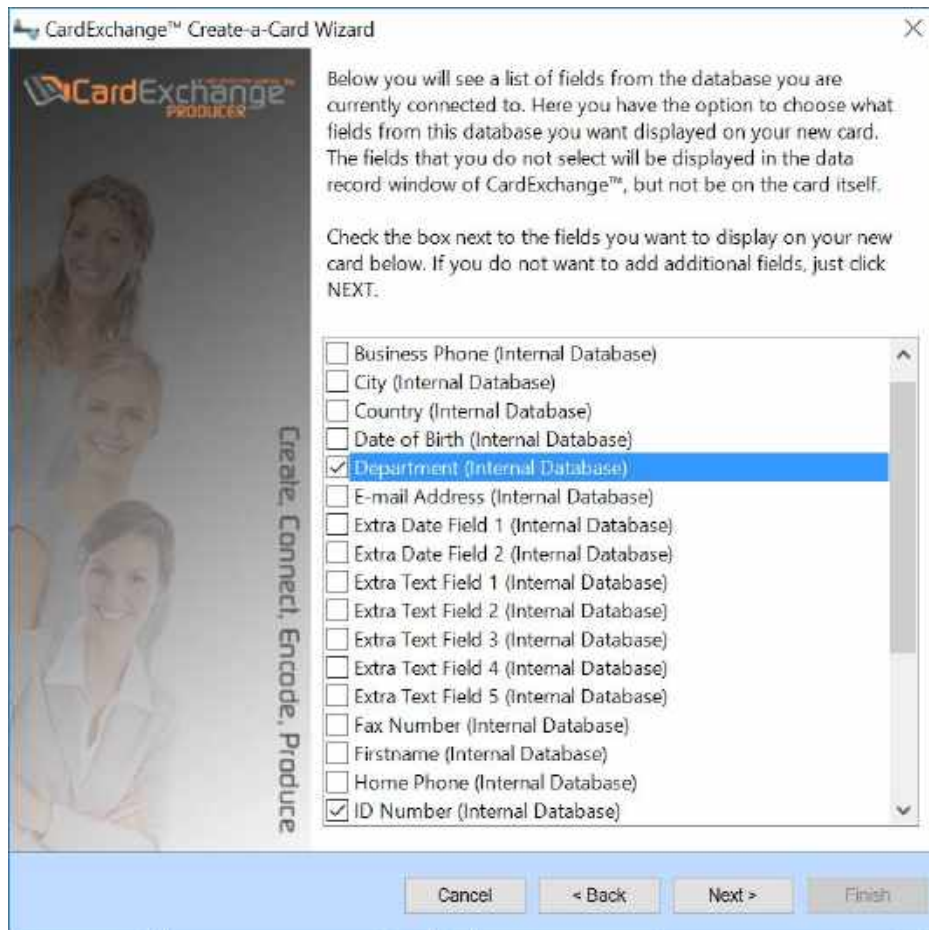 CardExchange™ Create-a-Card Wizard
CardExchange™
PRODUCER
Create, Connect, Encode, Produce
Below you will see a list of fields from the database you are
currently connected to. Here you have the option to choose what
fields from this database you want displayed on your new card.
The fields that you do not select will be displayed in the data
record window of CardExchange™, but not be on the card itself.
Check the box next to the fields you want to display on your new
card below. If you do not want to add additional fields, just click
NEXT.
Business Phone (Internal Database)
City (Internal Database)
Country (Internal Database)
Date of Birth (Internal Database)
Department (Internal Database)
E-mail Address (Internal Database)
Extra Date Field 1 (Internal Database)
Extra Date Field 2 (Internal Database)
Extra Text Field 1 (Internal Database)
Extra Text Field 2 (Internal Database)
Extra Text Field 3 (Internal Database)
Extra Text Field 4 (Internal Database)
Extra Text Field 5 (Internal Database)
Fax Number (Internal Database)
Firstname (Internal Database)
Home Phone (Internal Database)
ID Number (Internal Database)
Cancel
< Back
Next >
Finish